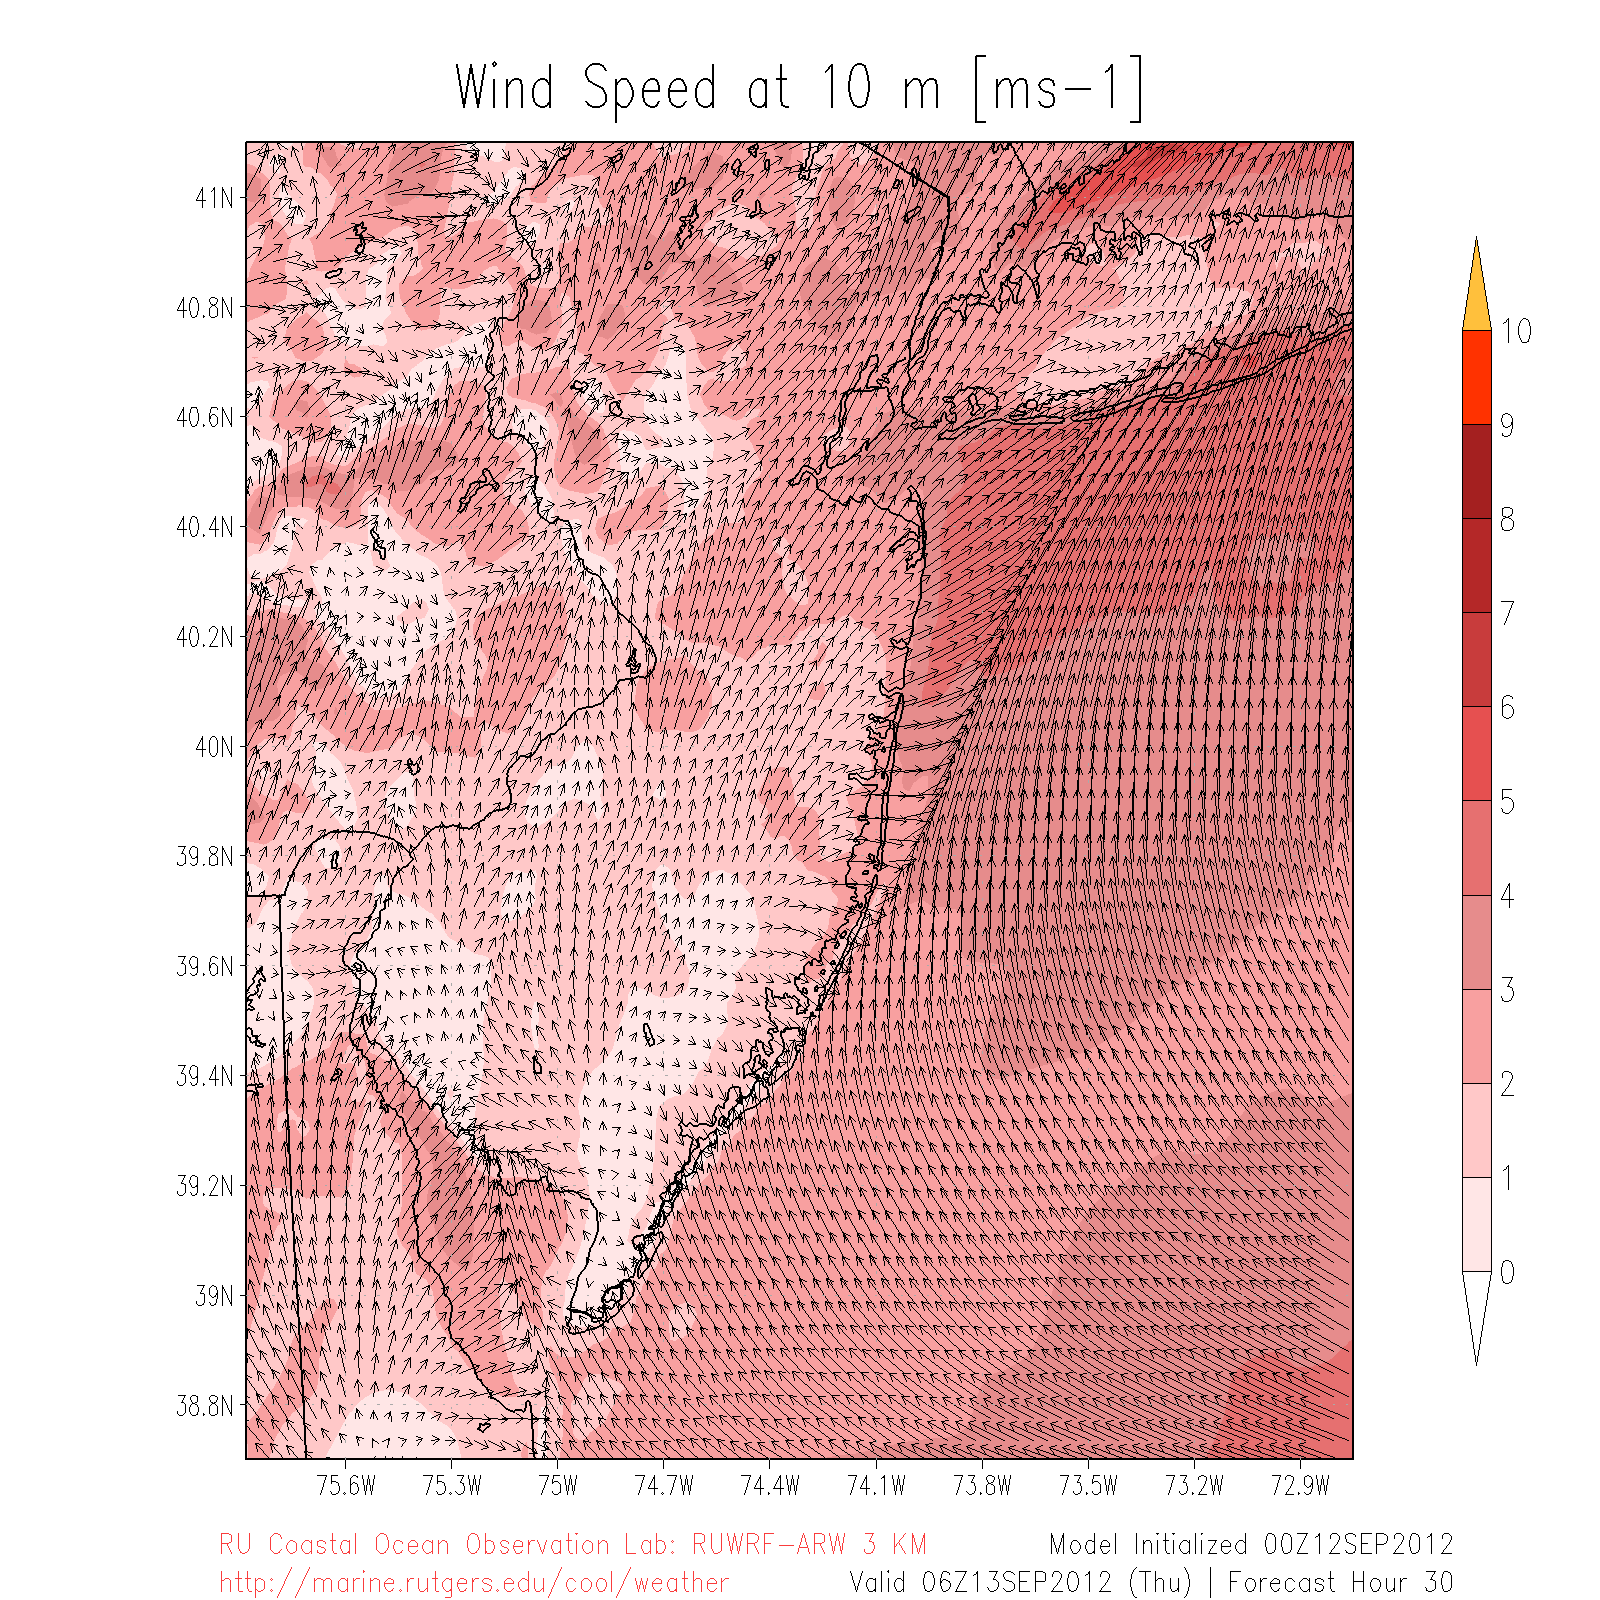 Wind Speed at 10 m [ms-1]
41N
40.8N
40.6N
40.4N
40.2N
40N
39.8N
39.6N
39.4N
39.2N
39N
38.8N
75.6W 75.3W 75W 74.7W 74.4W 74.1W 73.8W 73.5W 73.2W 72.9W
10
9
8
7
6
5
4
3
2
1
0
RU Coastal Ocean Observation Lab: RUWRF-ARW 3 KM
http://marine.rutgers.edu/cool/weather
Model Initialized 00Z12SEP2012
Valid 06Z13SEP2012 (Thu) | Forecast Hour 30